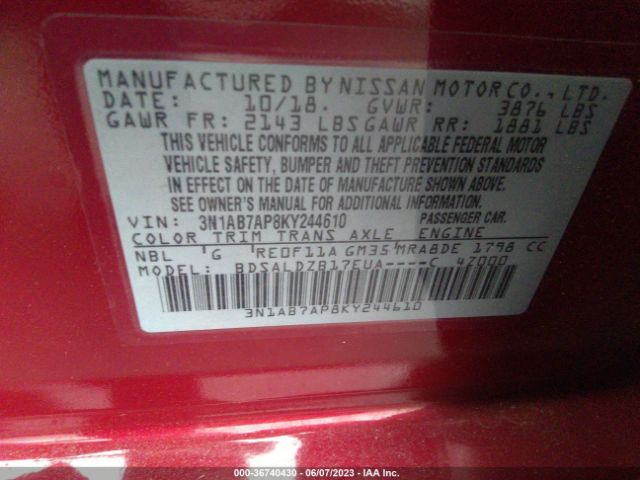 MANUFACTURED BY NISSAN MOTOR CO., LTD.
DATE: 10/18. GVWR: 3876 LBS
GAWR FR: 2143 LBS GAWR RR: 1881 LBS
THIS VEHICLE CONFORMS TO ALL APPLICABLE FEDERAL MOTOR
VEHICLE SAFETY, BUMPER AND THEFT PREVENTION STANDARDS
IN EFFECT ON THE DATE OF MANUFACTURE SHOWN ABOVE.
SEE OWNER'S MANUAL FOR ADDITIONAL INFORMATION.
VIN: 3N1AB7AP8KY244610 PASSENGER CAR.
COLOR TRIM TRANS AXLE ENGINE
NBL G RE0F11A GM35 MRA8DE 1798 CC
MODEL: BDSALDZB17EUA----C 4Z000
3N1AB7AP8KY244610
000-36740430 - 06/07/2023 - IAA Inc.